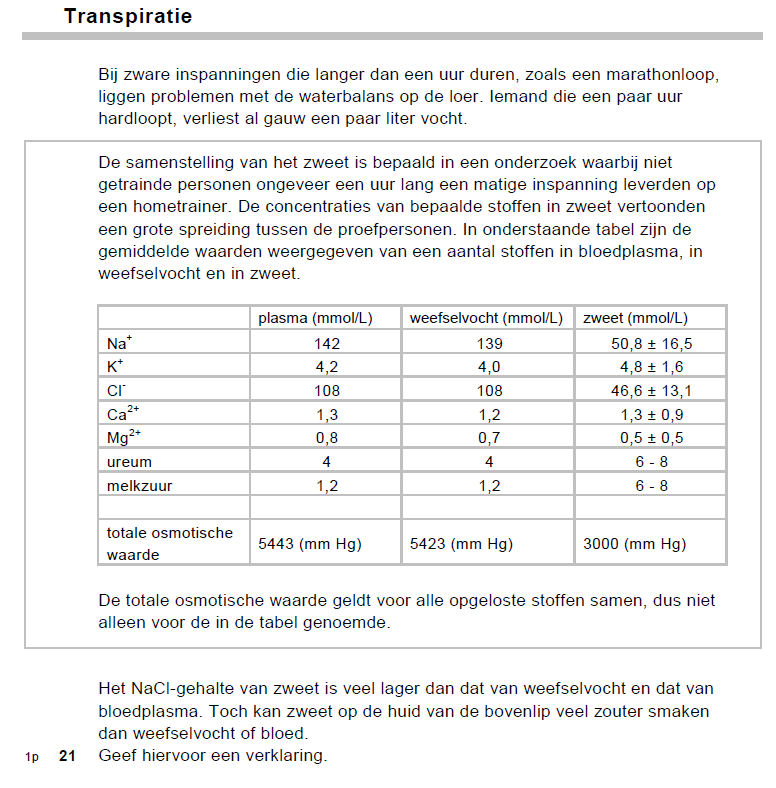 Transpiratie
Bij zware inspanningen die langer dan een uur duren, zoals een marathonloop,
liggen problemen met de waterbalans op de loer. Iemand die een paar uur
hardloopt, verliest al gauw een paar liter vocht.
De samenstelling van het zweet is bepaald in een onderzoek waarbij niet
getrainde personen ongeveer een uur lang een matige inspanning leverden op
een hometrainer. De concentraties van bepaalde stoffen in zweet vertoonden
een grote spreiding tussen de proefpersonen. In onderstaande tabel zijn de
gemiddelde waarden weergegeven van een aantal stoffen in bloedplasma, in
weefselvocht en in zweet.
plasma (mmol/L) weefselvocht (mmol/L) zweet (mmol/L)
Na⁺ 142 139 50,8 ± 16,5
K⁺ 4,2 4,0 4,8 ± 1,6
Cl⁻ 108 108 46,6 ± 13,1
Ca²⁺ 1,3 1,2 1,3 ± 0,9
Mg²⁺ 0,8 0,7 0,5 ± 0,5
ureum 4 4 6 - 8
melkzuur 1,2 1,2 6 - 8
totale osmotische
waarde 5443 (mm Hg) 5423 (mm Hg) 3000 (mm Hg)
De totale osmotische waarde geldt voor alle opgeloste stoffen samen, dus niet
alleen voor de in de tabel genoemde.
Het NaCl-gehalte van zweet is veel lager dan dat van weefselvocht en dat van
bloedplasma. Toch kan zweet op de huid van de bovenlip veel zouter smaken
dan weefselvocht of bloed.
1p 21 Geef hiervoor een verklaring.